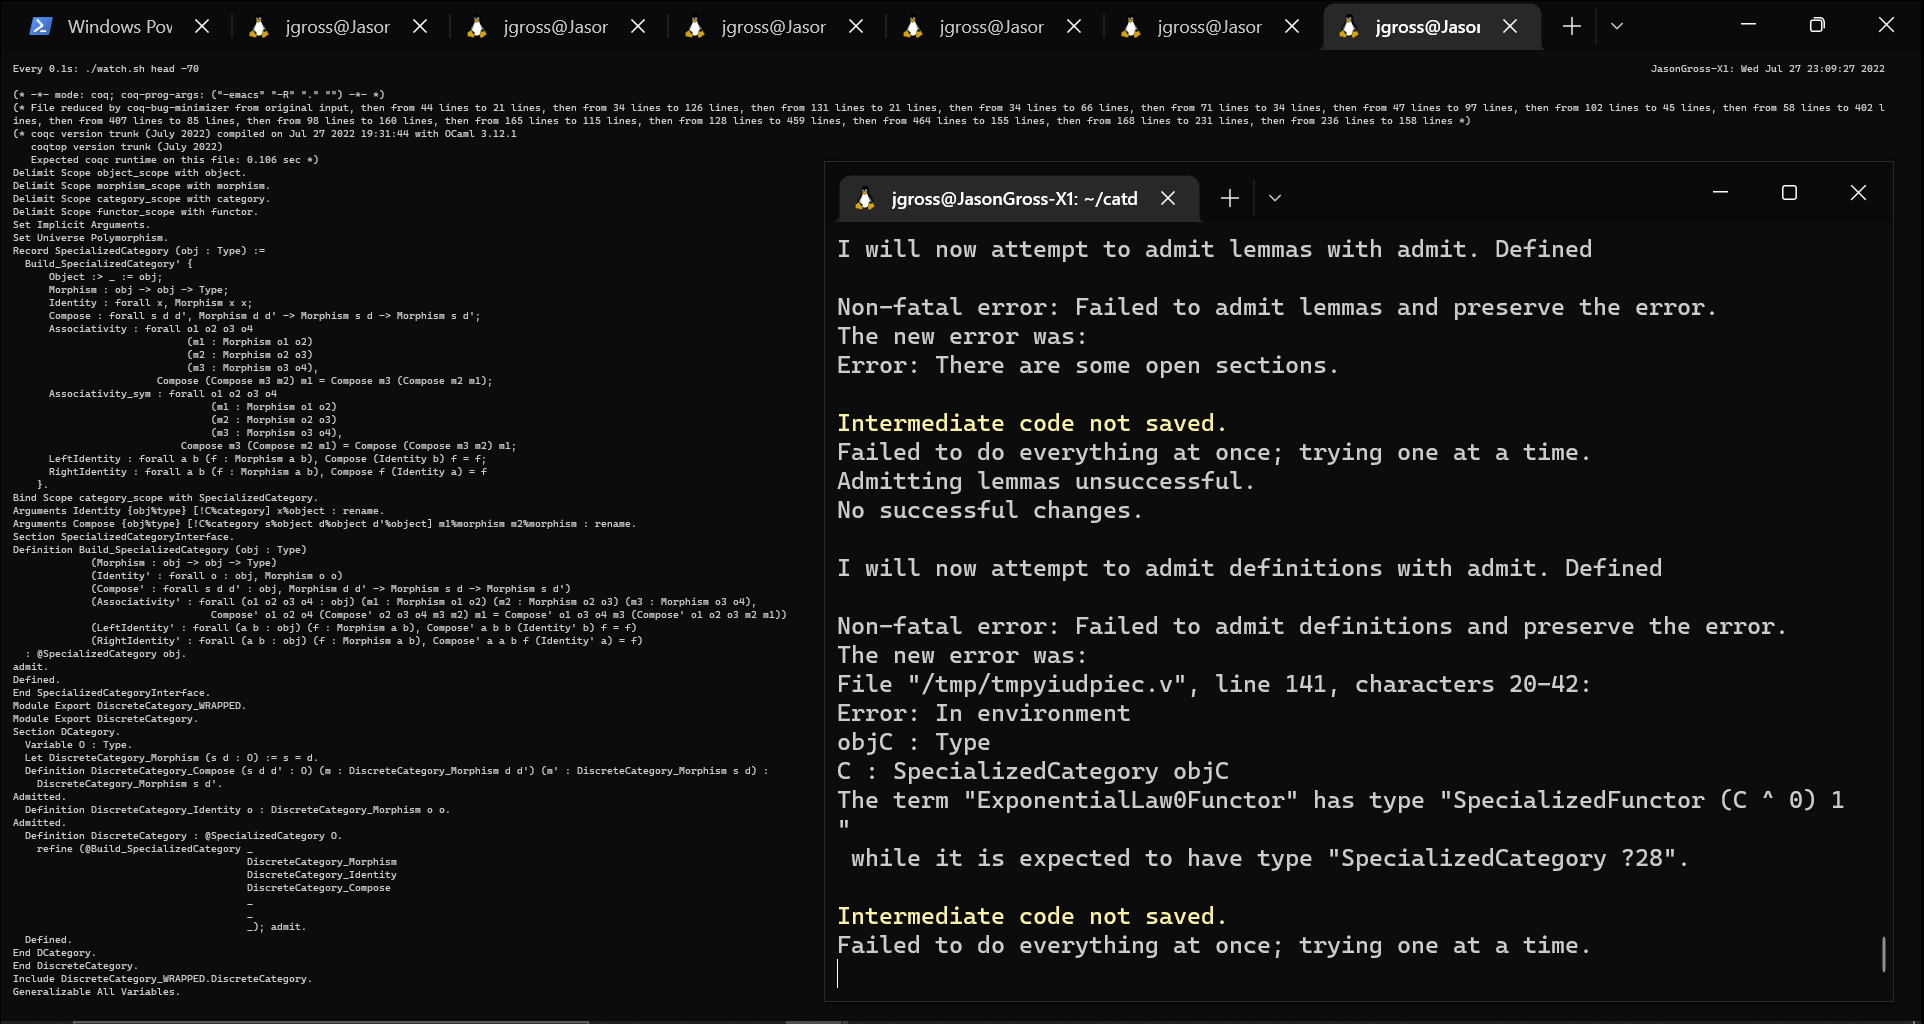 Windows Pov
jgross@Jasor
jgross@Jasor
jgross@Jasor
jgross@Jasor
jgross@Jasor
jgross@Jasor
Every 0.1s: ./watch.sh head -70
JasonGross-X1: Wed Jul 27 23:09:27 2022
(* -*- mode: coq; coq-prog-args: ("-emacs" "-R" "." "") -*- *)
(* File reduced by coq-bug-minimizer from original input, then from 44 lines to 21 lines, then from 34 lines to 126 lines, then from 131 lines to 21 lines, then from 34 lines to 66 lines, then from 71 lines to 34 lines, then from 47 lines to 97 lines, then from 102 lines to 45 lines, then from 58 lines to 402 l
ines, then from 407 lines to 85 lines, then from 98 lines to 160 lines, then from 165 lines to 115 lines, then from 128 lines to 459 lines, then from 464 lines to 155 lines, then from 168 lines to 231 lines, then from 236 lines to 158 lines *)
(* coqc version trunk (July 2022) compiled on Jul 27 2022 19:31:44 with OCaml 3.12.1
coqtop version trunk (July 2022)
Expected coqc runtime on this file: 0.106 sec *)
Delimit Scope object_scope with object.
Delimit Scope morphism_scope with morphism.
Delimit Scope category_scope with category.
Delimit Scope functor_scope with functor.
Set Implicit Arguments.
Set Universe Polymorphism.
Record SpecializedCategory (obj : Type) :=
Build_SpecializedCategory' {
Object :> _ := obj;
Morphism : obj -> obj -> Type;
Identity : forall x, Morphism x x;
Compose : forall s d d', Morphism d d' -> Morphism s d -> Morphism s d';
Associativity : forall o1 o2 o3 o4
(m1 : Morphism o1 o2)
(m2 : Morphism o2 o3)
(m3 : Morphism o3 o4),
Compose (Compose m3 m2) m1 = Compose m3 (Compose m2 m1);
Associativity_sym : forall o1 o2 o3 o4
(m1 : Morphism o1 o2)
(m2 : Morphism o2 o3)
(m3 : Morphism o3 o4),
Compose m3 (Compose m2 m1) = Compose (Compose m3 m2) m1;
LeftIdentity : forall a b (f : Morphism a b), Compose (Identity b) f = f;
RightIdentity : forall a b (f : Morphism a b), Compose f (Identity a) = f
}.
Bind Scope category_scope with SpecializedCategory.
Arguments Identity {obj%type} [!C%category] x%object : rename.
Arguments Compose {obj%type} [!C%category s%object d%object d'%object] m1%morphism m2%morphism : rename.
Section SpecializedCategoryInterface.
Definition Build_SpecializedCategory (obj : Type)
(Morphism : obj -> obj -> Type)
(Identity' : forall o : obj, Morphism o o)
(Compose' : forall s d d' : obj, Morphism d d' -> Morphism s d -> Morphism s d')
(Associativity' : forall (o1 o2 o3 o4 : obj) (m1 : Morphism o1 o2) (m2 : Morphism o2 o3) (m3 : Morphism o3 o4),
Compose' o1 o2 o4 (Compose' o2 o3 o4 m3 m2) m1 = Compose' o1 o3 o4 m3 (Compose' o1 o2 o3 m2 m1))
(LeftIdentity' : forall (a b : obj) (f : Morphism a b), Compose' a b b (Identity' b) f = f)
(RightIdentity' : forall (a b : obj) (f : Morphism a b), Compose' a a b f (Identity' a) = f)
: @SpecializedCategory obj.
admit.
Defined.
End SpecializedCategoryInterface.
Module Export DiscreteCategory_WRAPPED.
Module Export DiscreteCategory.
Section DCategory.
Variable O : Type.
Let DiscreteCategory_Morphism (s d : O) := s = d.
Definition DiscreteCategory_Compose (s d d' : O) (m : DiscreteCategory_Morphism d d') (m' : DiscreteCategory_Morphism s d) :
DiscreteCategory_Morphism s d'.
Admitted.
Definition DiscreteCategory_Identity o : DiscreteCategory_Morphism o o.
Admitted.
Definition DiscreteCategory : @SpecializedCategory O.
refine (@Build_SpecializedCategory _
DiscreteCategory_Morphism
DiscreteCategory_Identity
DiscreteCategory_Compose
_
_
_); admit.
Defined.
End DCategory.
End DiscreteCategory.
Include DiscreteCategory_WRAPPED.DiscreteCategory.
Generalizable All Variables.
jgross@JasonGross-X1: ~/catd
I will now attempt to admit lemmas with admit. Defined
Non-fatal error: Failed to admit lemmas and preserve the error.
The new error was:
Error: There are some open sections.
Intermediate code not saved.
Failed to do everything at once; trying one at a time.
Admitting lemmas unsuccessful.
No successful changes.
I will now attempt to admit definitions with admit. Defined
Non-fatal error: Failed to admit definitions and preserve the error.
The new error was:
File "/tmp/tmpyiudpiec.v", line 141, characters 20-42:
Error: In environment
objC : Type
C : SpecializedCategory objC
The term "ExponentialLaw0Functor" has type "SpecializedFunctor (C ^ 0) 1
"
while it is expected to have type "SpecializedCategory ?28".
Intermediate code not saved.
Failed to do everything at once; trying one at a time.